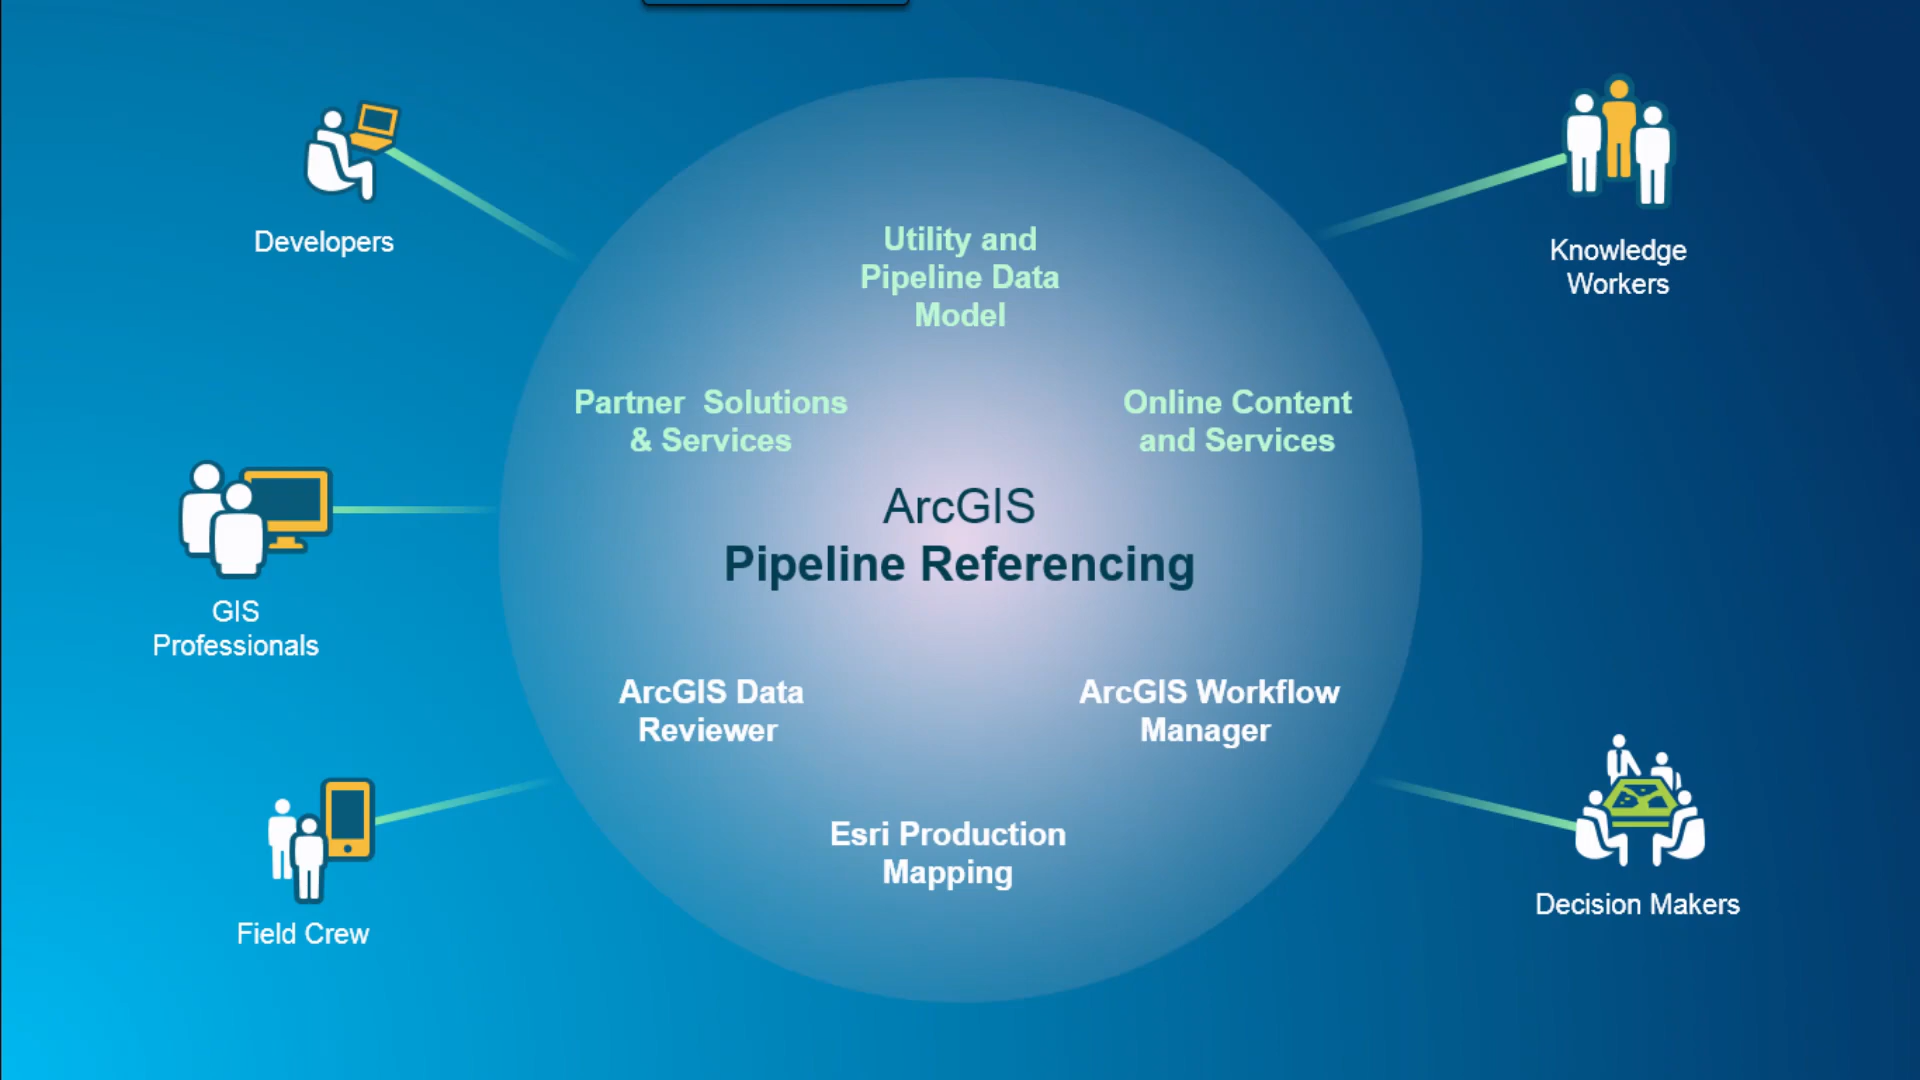 Developers
Knowledge
Workers
Utility and
Pipeline Data
Model
Partner  Solutions
& Services
Online Content
and Services
ArcGIS
Pipeline Referencing
GIS
Professionals
ArcGIS Data
Reviewer
ArcGIS Workflow
Manager
Esri Production
Mapping
Field Crew
Decision Makers